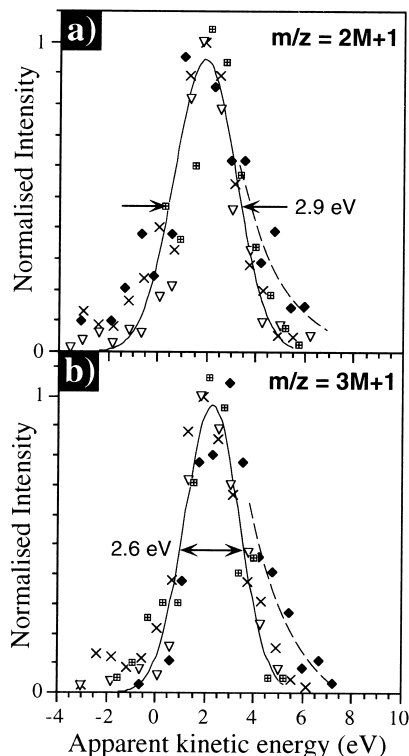 a)
m/z = 2M+1
1
Normalised Intensity
2.9 eV
0
b)
m/z = 3M+1
1
Normalised Intensity
2.6 eV
0
-4 -2 0 2 4 6 8 10
Apparent kinetic energy (eV)